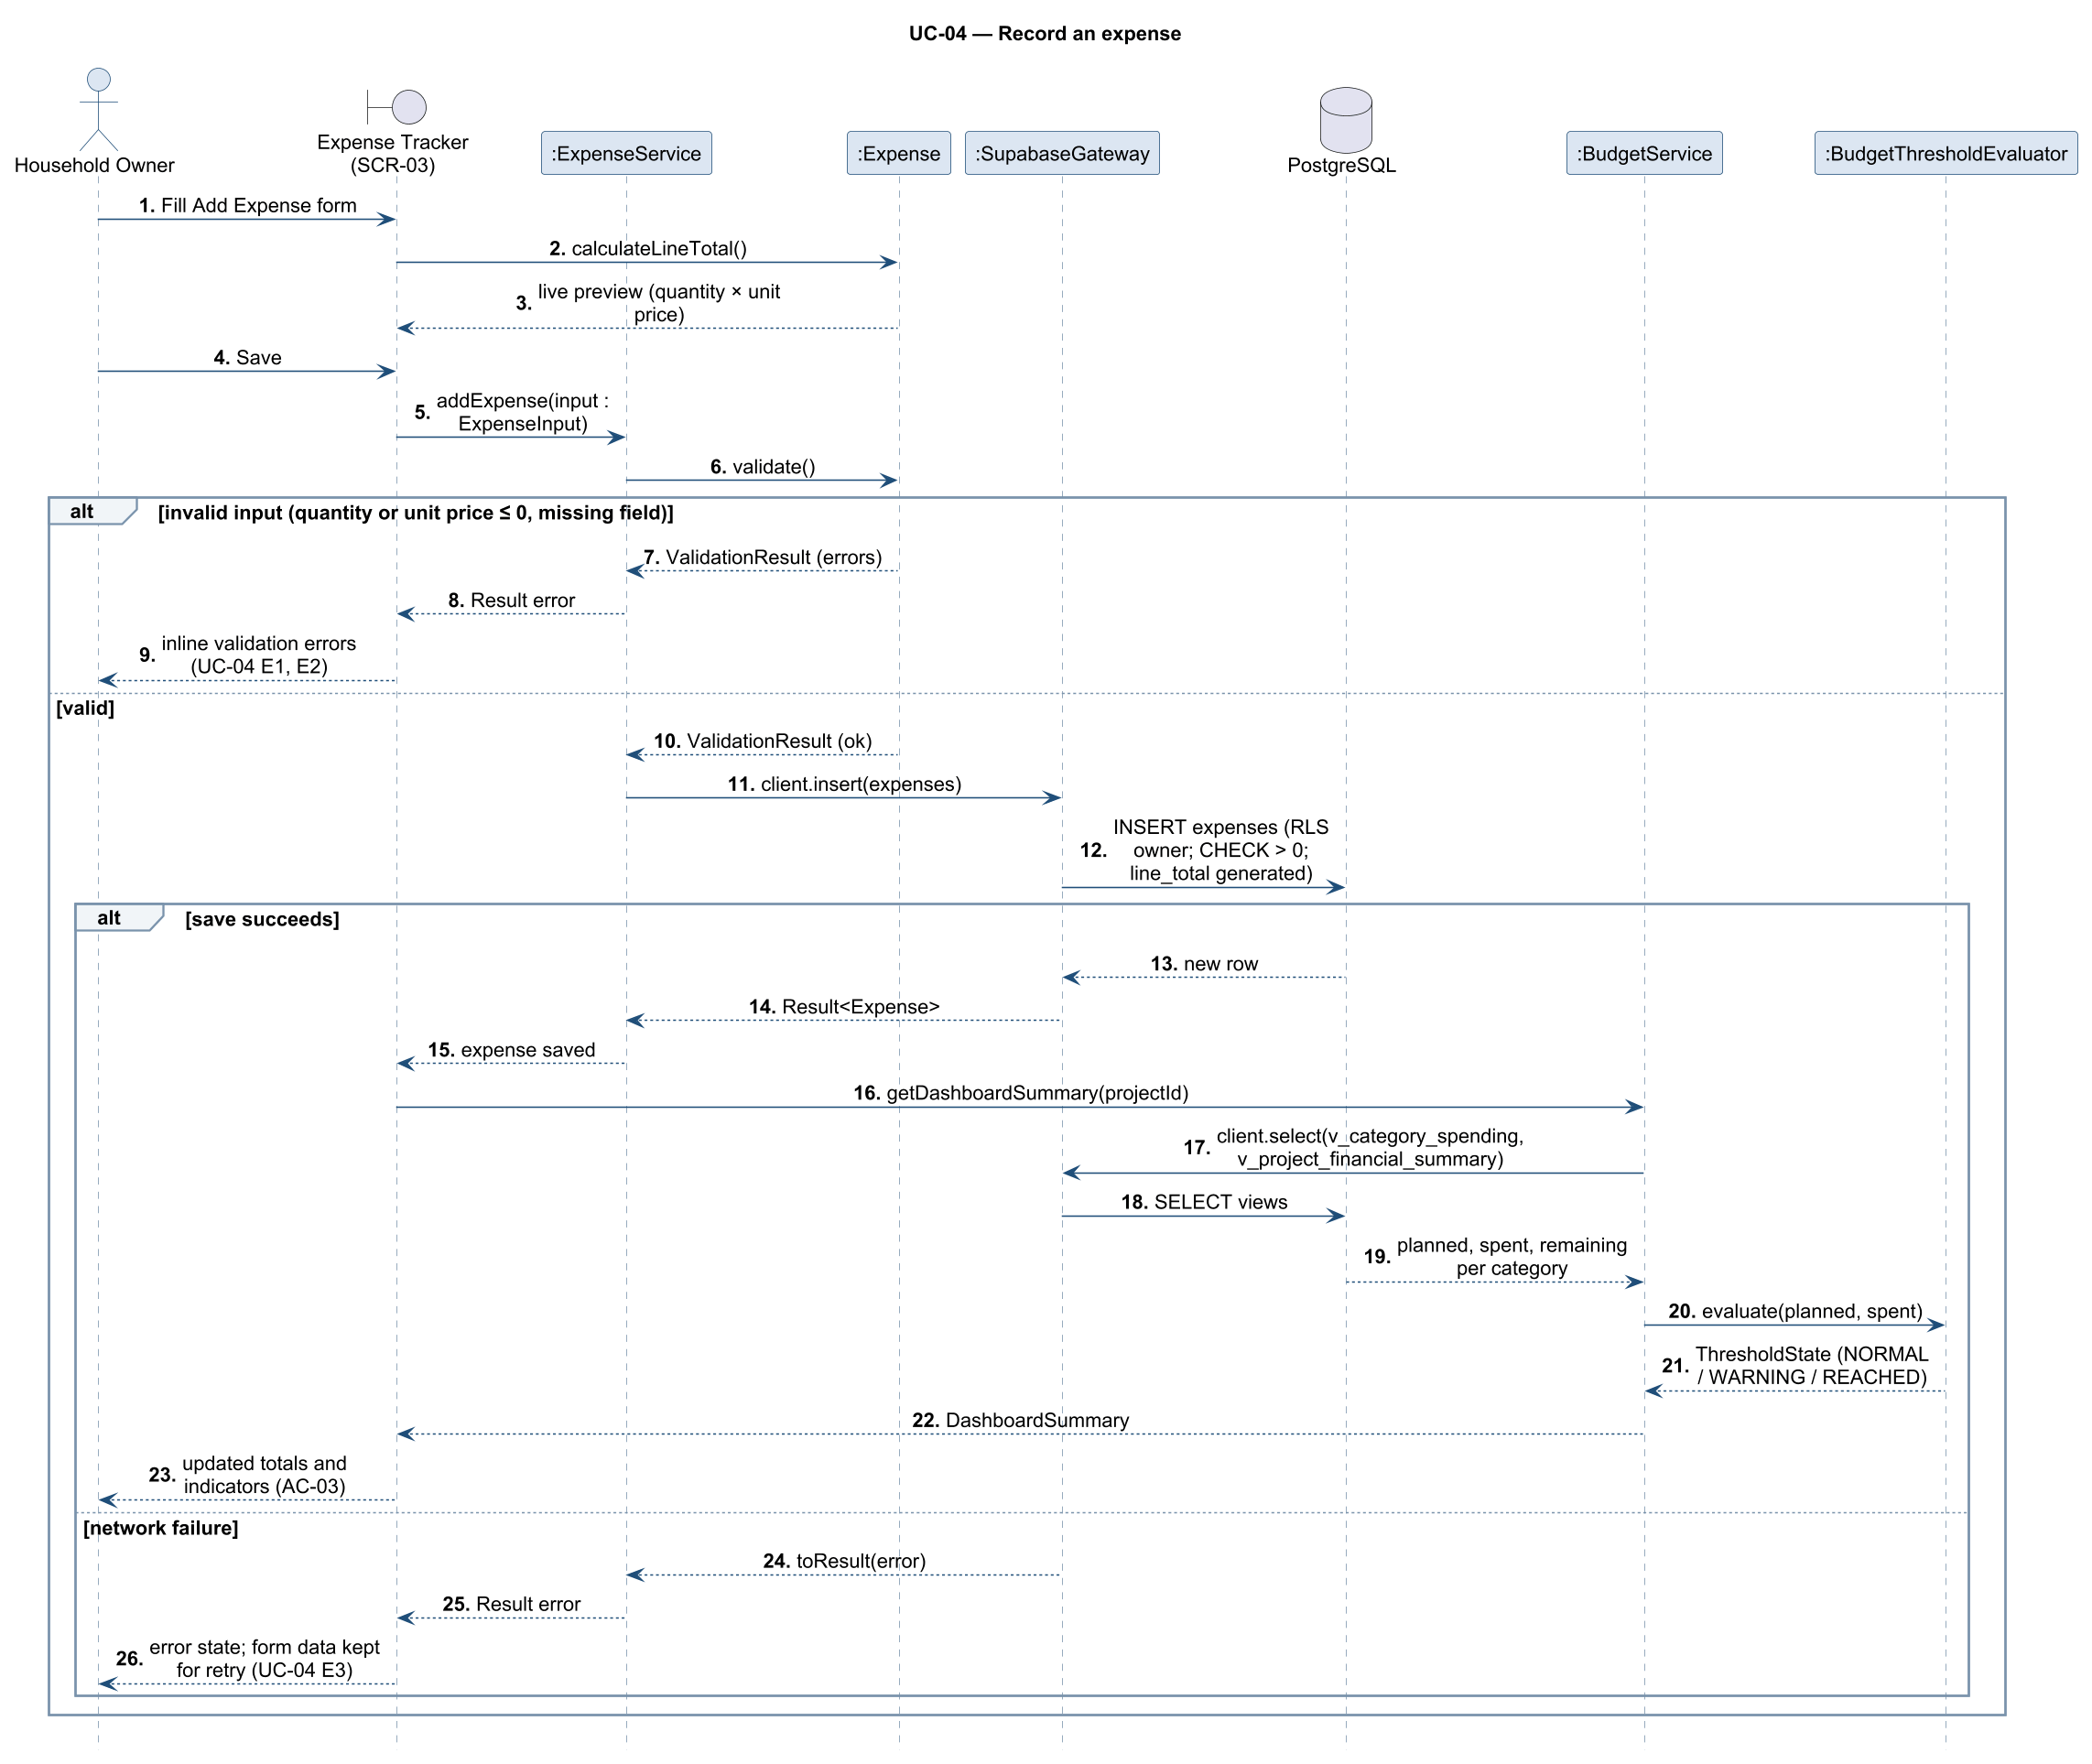 UC-04 — Record an expense
Household Owner
Expense Tracker
(SCR-03)
:ExpenseService
:Expense
:SupabaseGateway
PostgreSQL
:BudgetService
:BudgetThresholdEvaluator
1. Fill Add Expense form
2. calculateLineTotal()
3. live preview (quantity × unit
price)
4. Save
5. addExpense(input :
ExpenseInput)
6. validate()
alt [invalid input (quantity or unit price ≤ 0, missing field)]
7. ValidationResult (errors)
8. Result error
9. inline validation errors
(UC-04 E1, E2)
[valid]
10. ValidationResult (ok)
11. client.insert(expenses)
12. INSERT expenses (RLS
owner; CHECK > 0;
line_total generated)
alt [save succeeds]
13. new row
14. Result<Expense>
15. expense saved
16. getDashboardSummary(projectId)
17. client.select(v_category_spending,
v_project_financial_summary)
18. SELECT views
19. planned, spent, remaining
per category
20. evaluate(planned, spent)
21. ThresholdState (NORMAL
/ WARNING / REACHED)
22. DashboardSummary
23. updated totals and
indicators (AC-03)
[network failure]
24. toResult(error)
25. Result error
26. error state; form data kept
for retry (UC-04 E3)